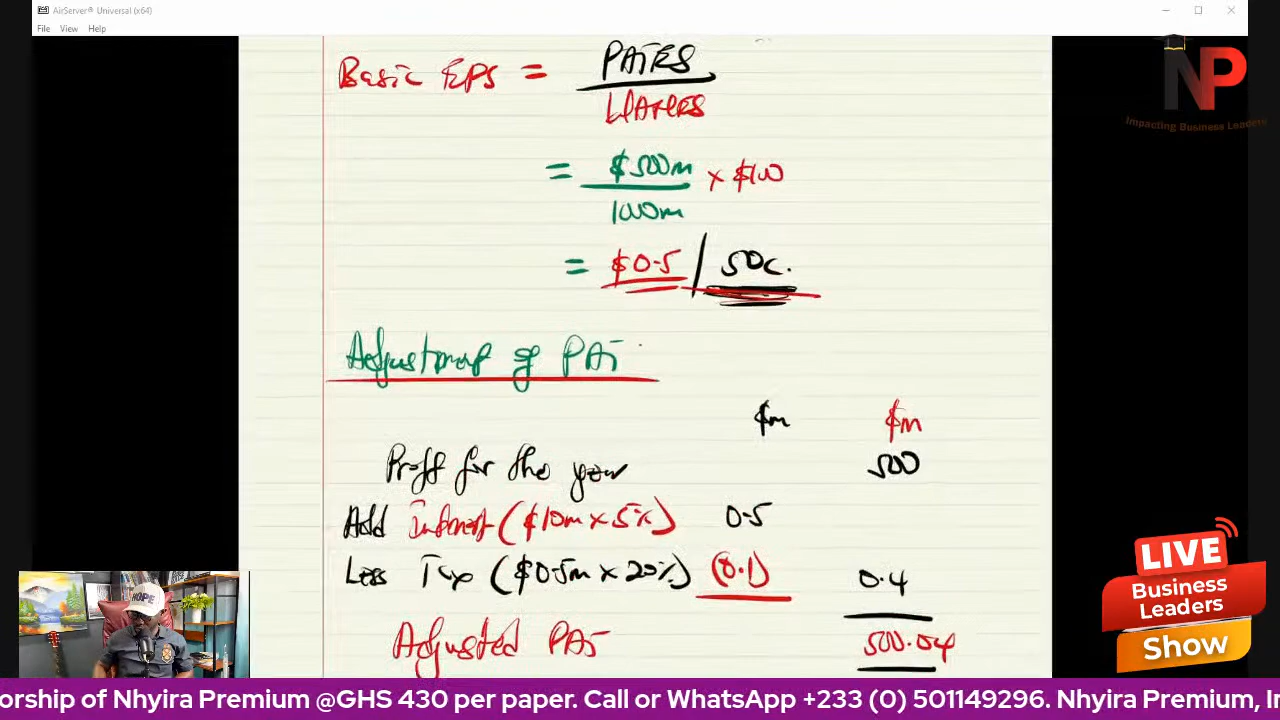 AirServer® Universal (x64)
File View Help
Basic EPS = PATES
= $500m x $100
1000m
= $0.5 / 50c.
Adjustment of PAT
$m $m
Profit for the year 500
Add Interest ($10m x 5%) 0.5
Less Tax ($0.5m x 20%) (0.1) 0.4
Adjusted PAT 500.04
NP
Impacting Business Leaders
HOPE
LIVE
Business
Leaders
Show
orship of Nhyira Premium @GHS 430 per paper. Call or WhatsApp +233 (0) 501149296. Nhyira Premium, I